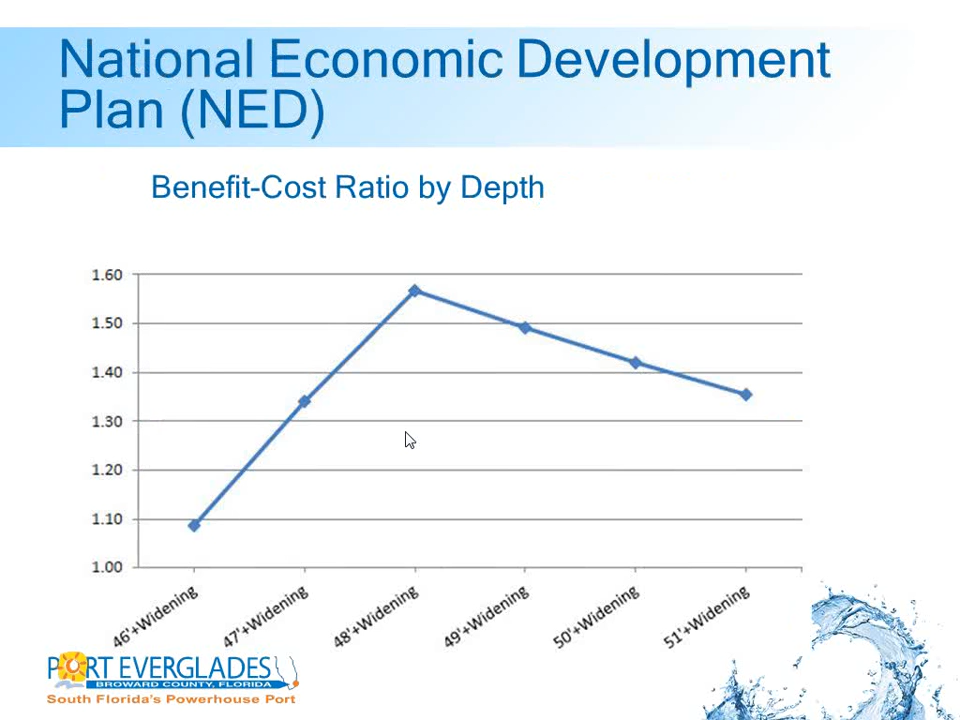 National Economic Development
Plan (NED)
Benefit-Cost Ratio by Depth
1.60
1.50
1.40
1.30
1.20
1.10
1.00
46'+Widening
47'+Widening
48'+Widening
49'+Widening
50'+Widening
51'+Widening
PORT EVERGLADES
BROWARD COUNTY, FLORIDA
South Florida's Powerhouse Port